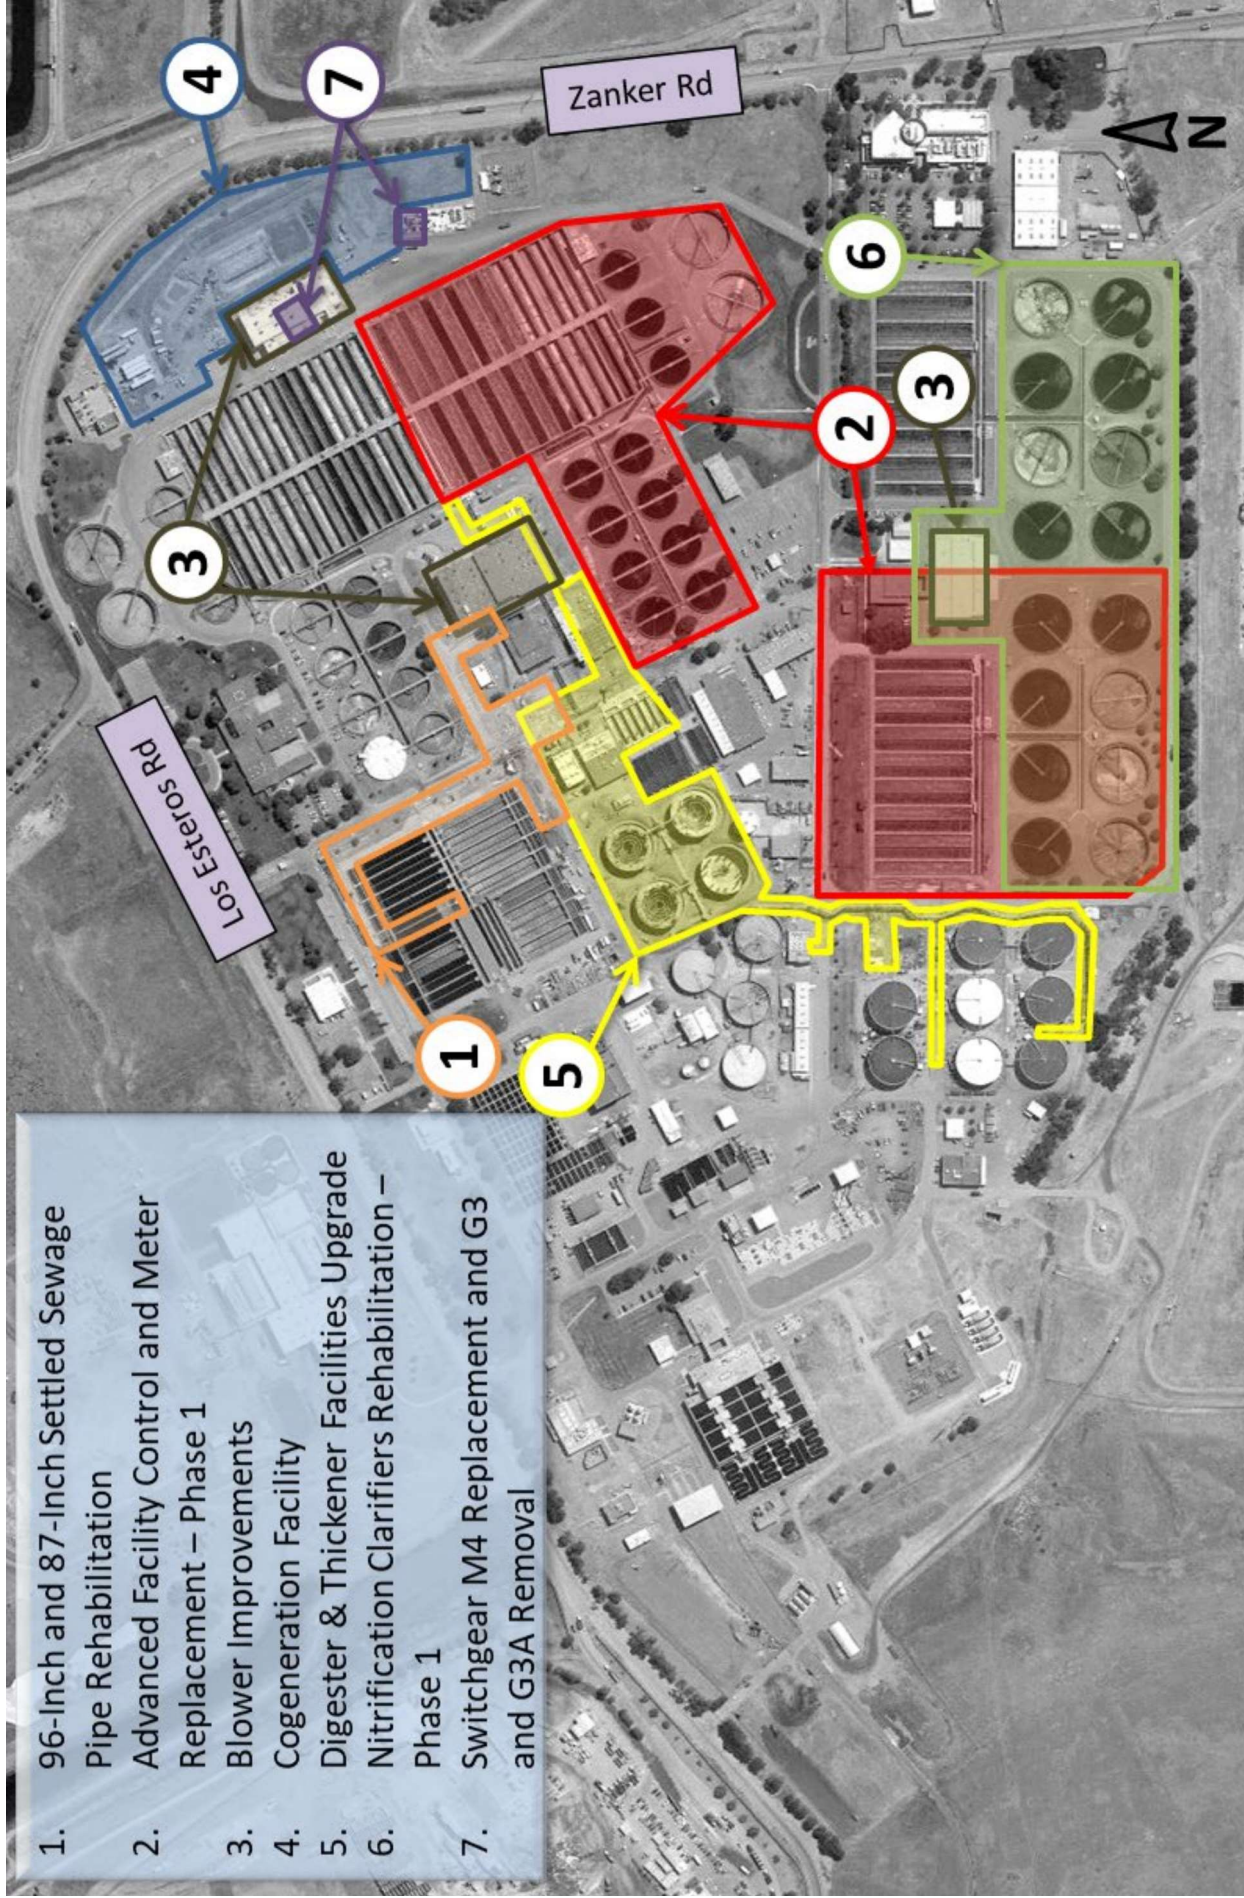 1. 96-Inch and 87-Inch Settled Sewage
Pipe Rehabilitation
2. Advanced Facility Control and Meter
Replacement – Phase 1
3. Blower Improvements
4. Cogeneration Facility
5. Digester & Thickener Facilities Upgrade
6. Nitrification Clarifiers Rehabilitation –
Phase 1
7. Switchgear M4 Replacement and G3
and G3A Removal
Los Esteros Rd
Zanker Rd
4
7
3
1
5
2
6
3
N